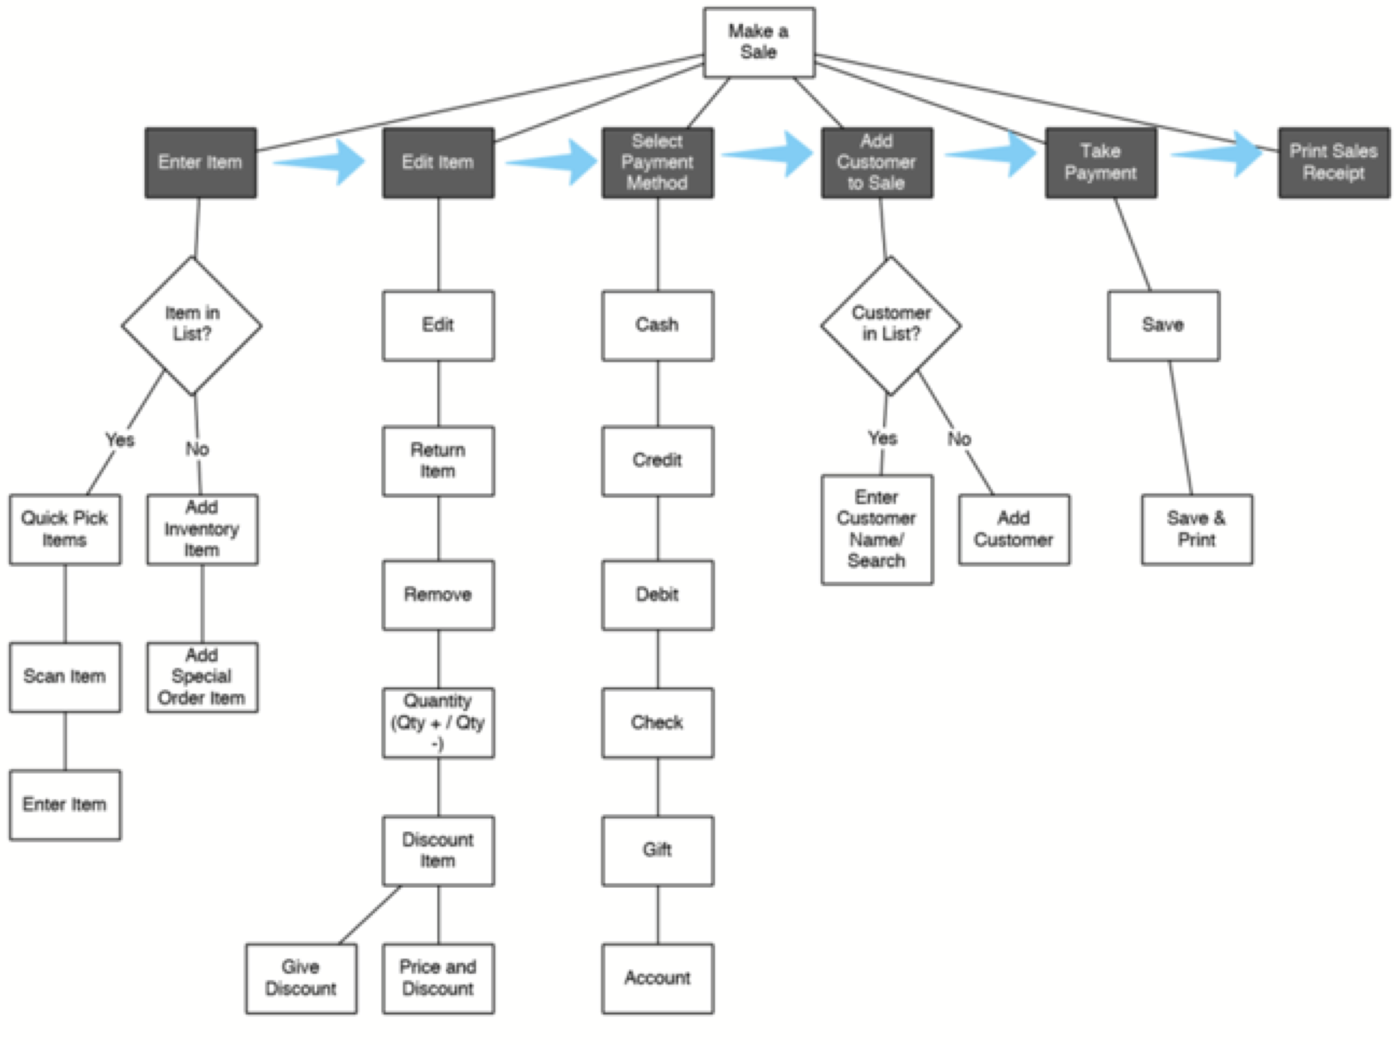 Make a
Sale
Enter Item
Edit Item
Select
Payment
Method
Add
Customer
to Sale
Take
Payment
Print Sales
Receipt
Item in
List?
Yes
No
Quick Pick
Items
Scan Item
Enter Item
Add
Inventory
Item
Add
Special
Order Item
Edit
Return
Item
Remove
Quantity
(Qty + / Qty
-)
Discount
Item
Give
Discount
Price and
Discount
Cash
Credit
Debit
Check
Gift
Account
Customer
in List?
Yes
No
Enter
Customer
Name/
Search
Add
Customer
Save
Save &
Print